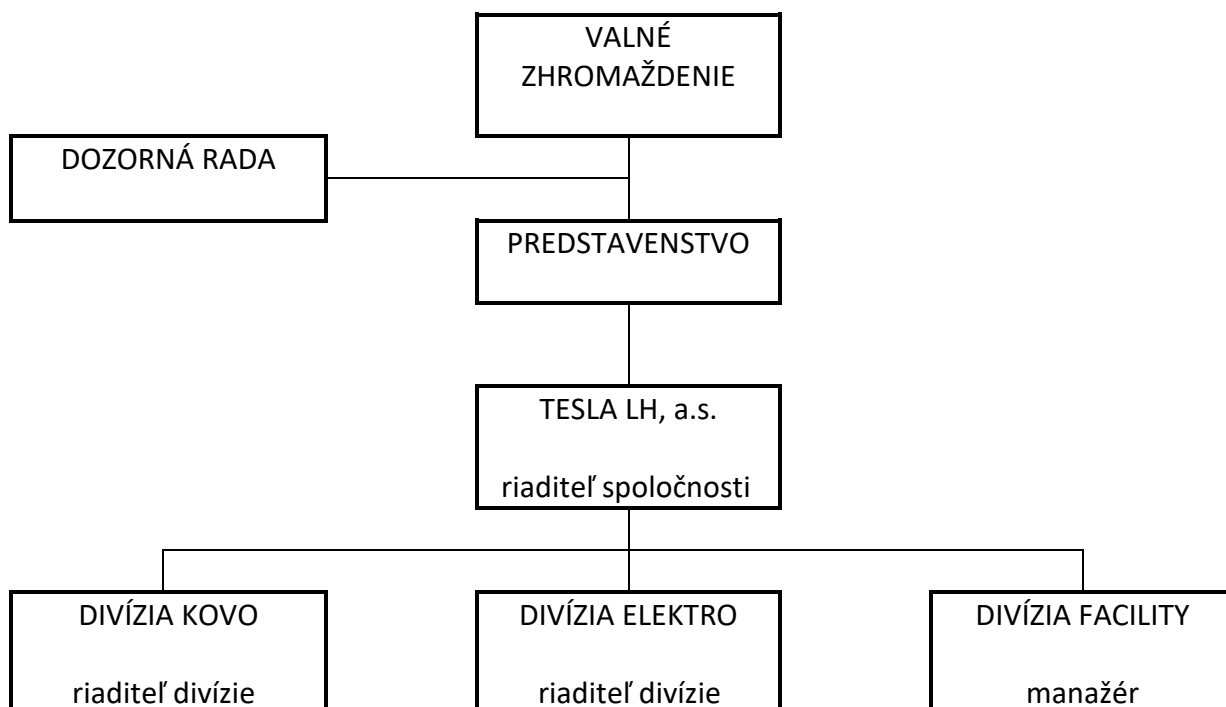 VALNÉ
ZHROMAŽDENIE
DOZORNÁ RADA
PREDSTAVENSTVO
TESLA LH, a.s.
riaditeľ spoločnosti
DIVÍZIA KOVO
riaditeľ divízie
DIVÍZIA ELEKTRO
riaditeľ divízie
DIVÍZIA FACILITY
manažér